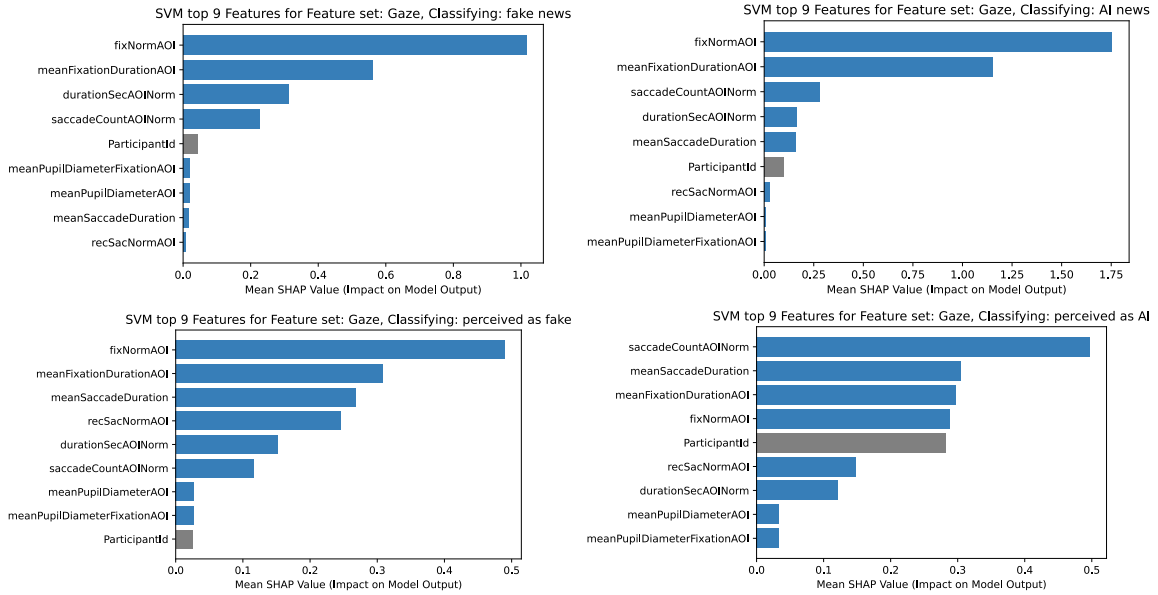 SVM top 9 Features for Feature set: Gaze, Classifying: fake news
fixNormAOI
meanFixationDurationAOI
durationSecAOINorm
saccadeCountAOINorm
ParticipantId
meanPupilDiameterFixationAOI
meanPupilDiameterAOI
meanSaccadeDuration
recSacNormAOI
0.0 0.2 0.4 0.6 0.8 1.0
Mean SHAP Value (Impact on Model Output)
SVM top 9 Features for Feature set: Gaze, Classifying: AI news
fixNormAOI
meanFixationDurationAOI
saccadeCountAOINorm
durationSecAOINorm
meanSaccadeDuration
ParticipantId
recSacNormAOI
meanPupilDiameterAOI
meanPupilDiameterFixationAOI
0.00 0.25 0.50 0.75 1.00 1.25 1.50 1.75
Mean SHAP Value (Impact on Model Output)
SVM top 9 Features for Feature set: Gaze, Classifying: perceived as fake
fixNormAOI
meanFixationDurationAOI
meanSaccadeDuration
recSacNormAOI
durationSecAOINorm
saccadeCountAOINorm
meanPupilDiameterAOI
meanPupilDiameterFixationAOI
ParticipantId
0.0 0.1 0.2 0.3 0.4 0.5
Mean SHAP Value (Impact on Model Output)
SVM top 9 Features for Feature set: Gaze, Classifying: perceived as AI
saccadeCountAOINorm
meanSaccadeDuration
meanFixationDurationAOI
fixNormAOI
ParticipantId
recSacNormAOI
durationSecAOINorm
meanPupilDiameterAOI
meanPupilDiameterFixationAOI
0.0 0.1 0.2 0.3 0.4 0.5
Mean SHAP Value (Impact on Model Output)